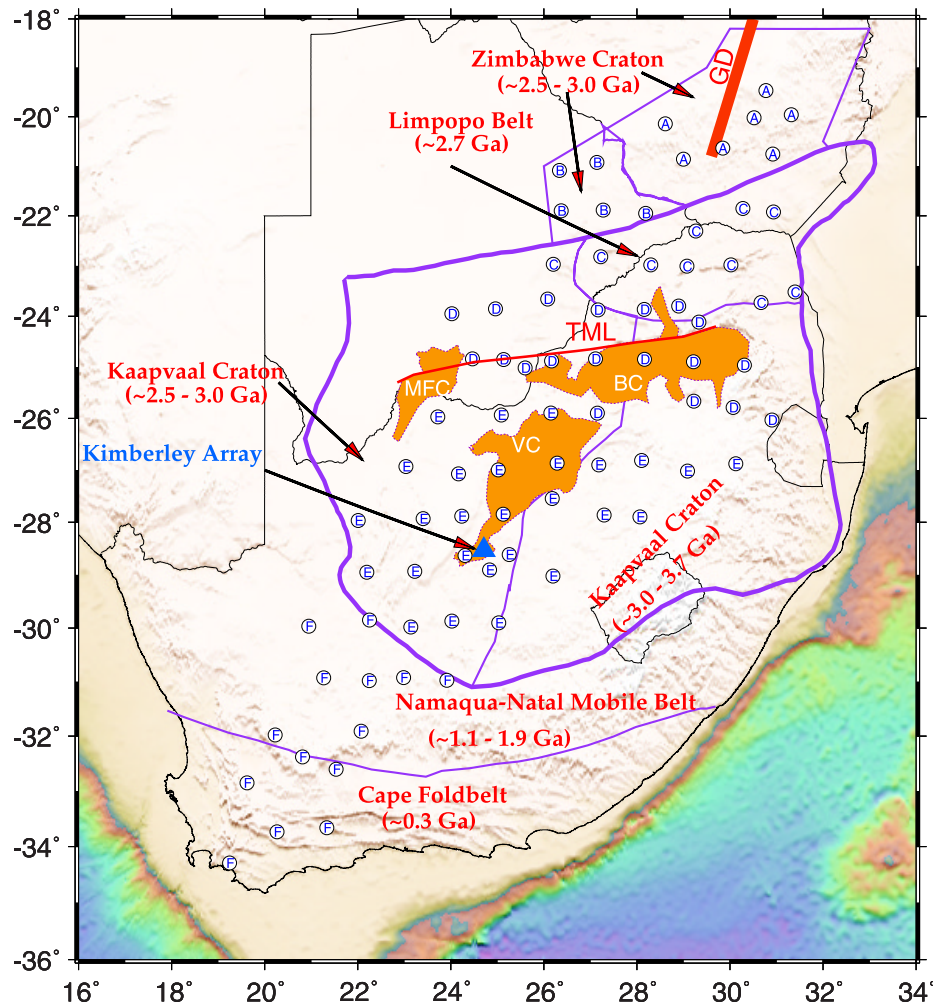 -18˚
Zimbabwe Craton
(~2.5 - 3.0 Ga)
GD
A
-20˚
A
A
A
Limpopo Belt
(~2.7 Ga)
A
A
A
B
B
-22˚
B
B
B
C
C
C
C
C
C
C
C
C
C
D
D
D
D
D
D
D
-24˚
TML
D
D
D
D
D
D
D
D
Kaapvaal Craton
(~2.5 - 3.0 Ga)
MFC
BC
-26˚
E
E
E
E
E
E
E
VC
Kimberley Array
E
E
E
E
E
E
E
E
-28˚
E
E
E
E
E
E
E
Kaapvaal Craton
(~3.0 - 3.7 Ga)
E
E
E
E
E
E
-30˚
F
F
E
E
E
F
F
F
F
Namaqua-Natal Mobile Belt
(~1.1 - 1.9 Ga)
-32˚
F
F
F
F
F
Cape Foldbelt
(~0.3 Ga)
F
F
-34˚
F
-36˚
16˚ 18˚ 20˚ 22˚ 24˚ 26˚ 28˚ 30˚ 32˚ 34˚